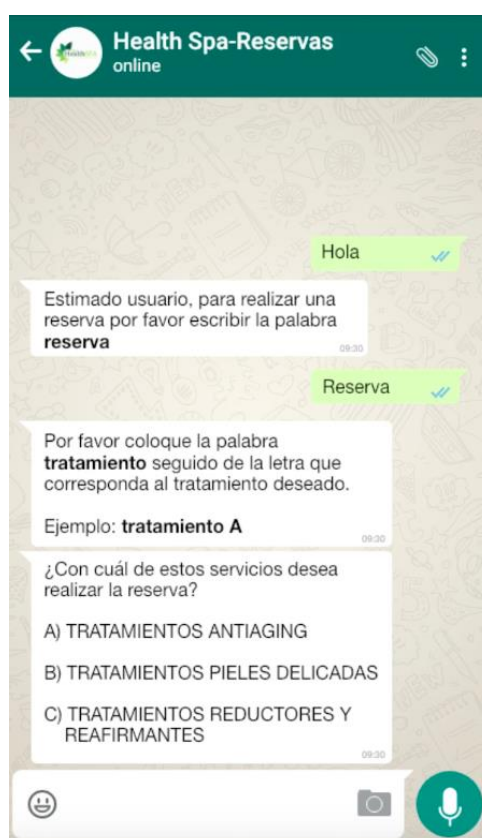 Health Spa-Reservas
online
Hola
Estimado usuario, para realizar una
reserva por favor escribir la palabra
reserva
09:30
Reserva
Por favor coloque la palabra
tratamiento seguido de la letra que
corresponda al tratamiento deseado.
Ejemplo: tratamiento A
09:30
¿Con cuál de estos servicios desea
realizar la reserva?
A) TRATAMIENTOS ANTIAGING
B) TRATAMIENTOS PIELES DELICADAS
C) TRATAMIENTOS REDUCTORES Y
REAFIRMANTES
09:30